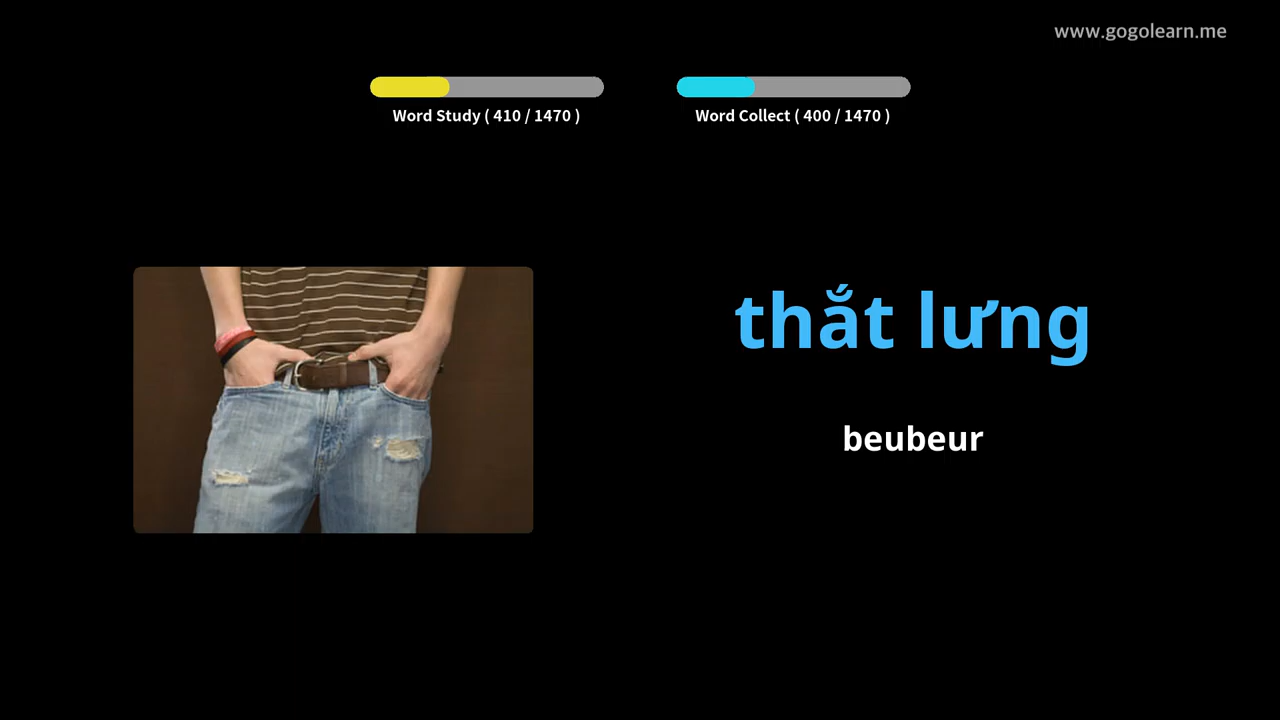 www.gogolearn.me
Word Study ( 410 / 1470 )
Word Collect ( 400 / 1470 )
thắt lưng
beubeur